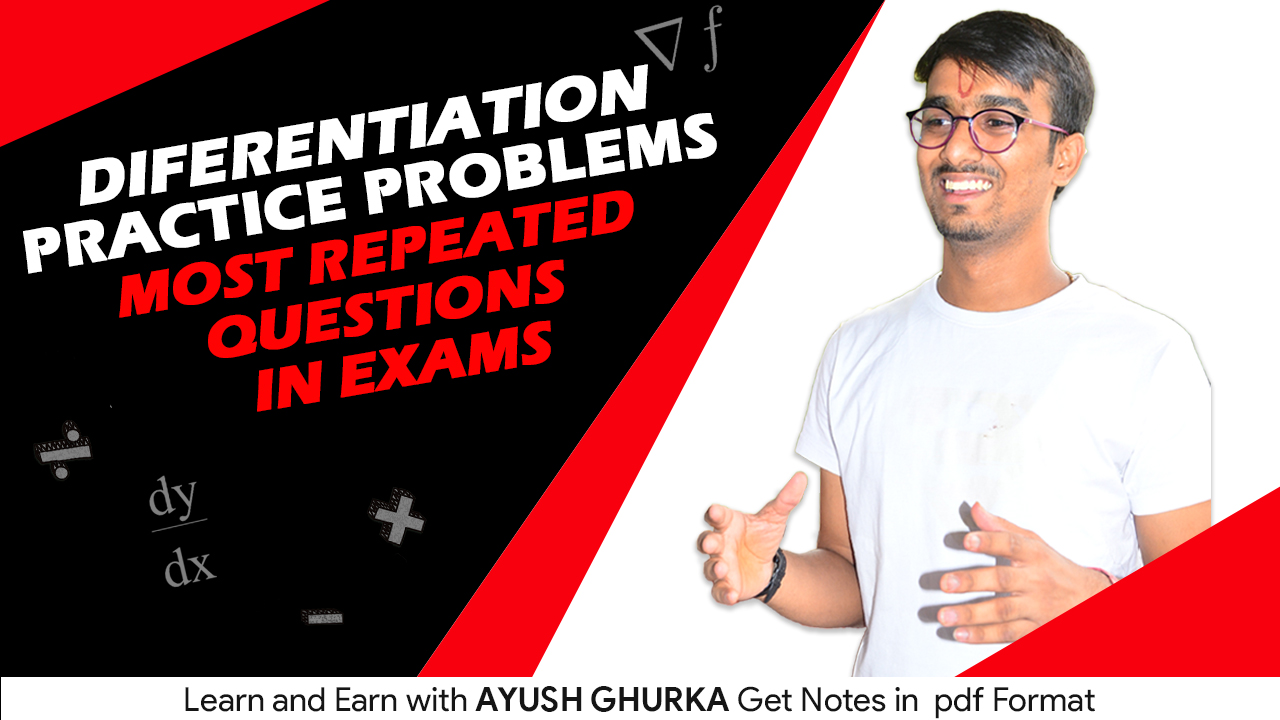 ∇f
DIFERENTIATION
PRACTICE PROBLEMS
MOST REPEATED
QUESTIONS
IN EXAMS
÷
dy
dx
×
−
Learn and Earn with AYUSH GHURKA Get Notes in pdf Format